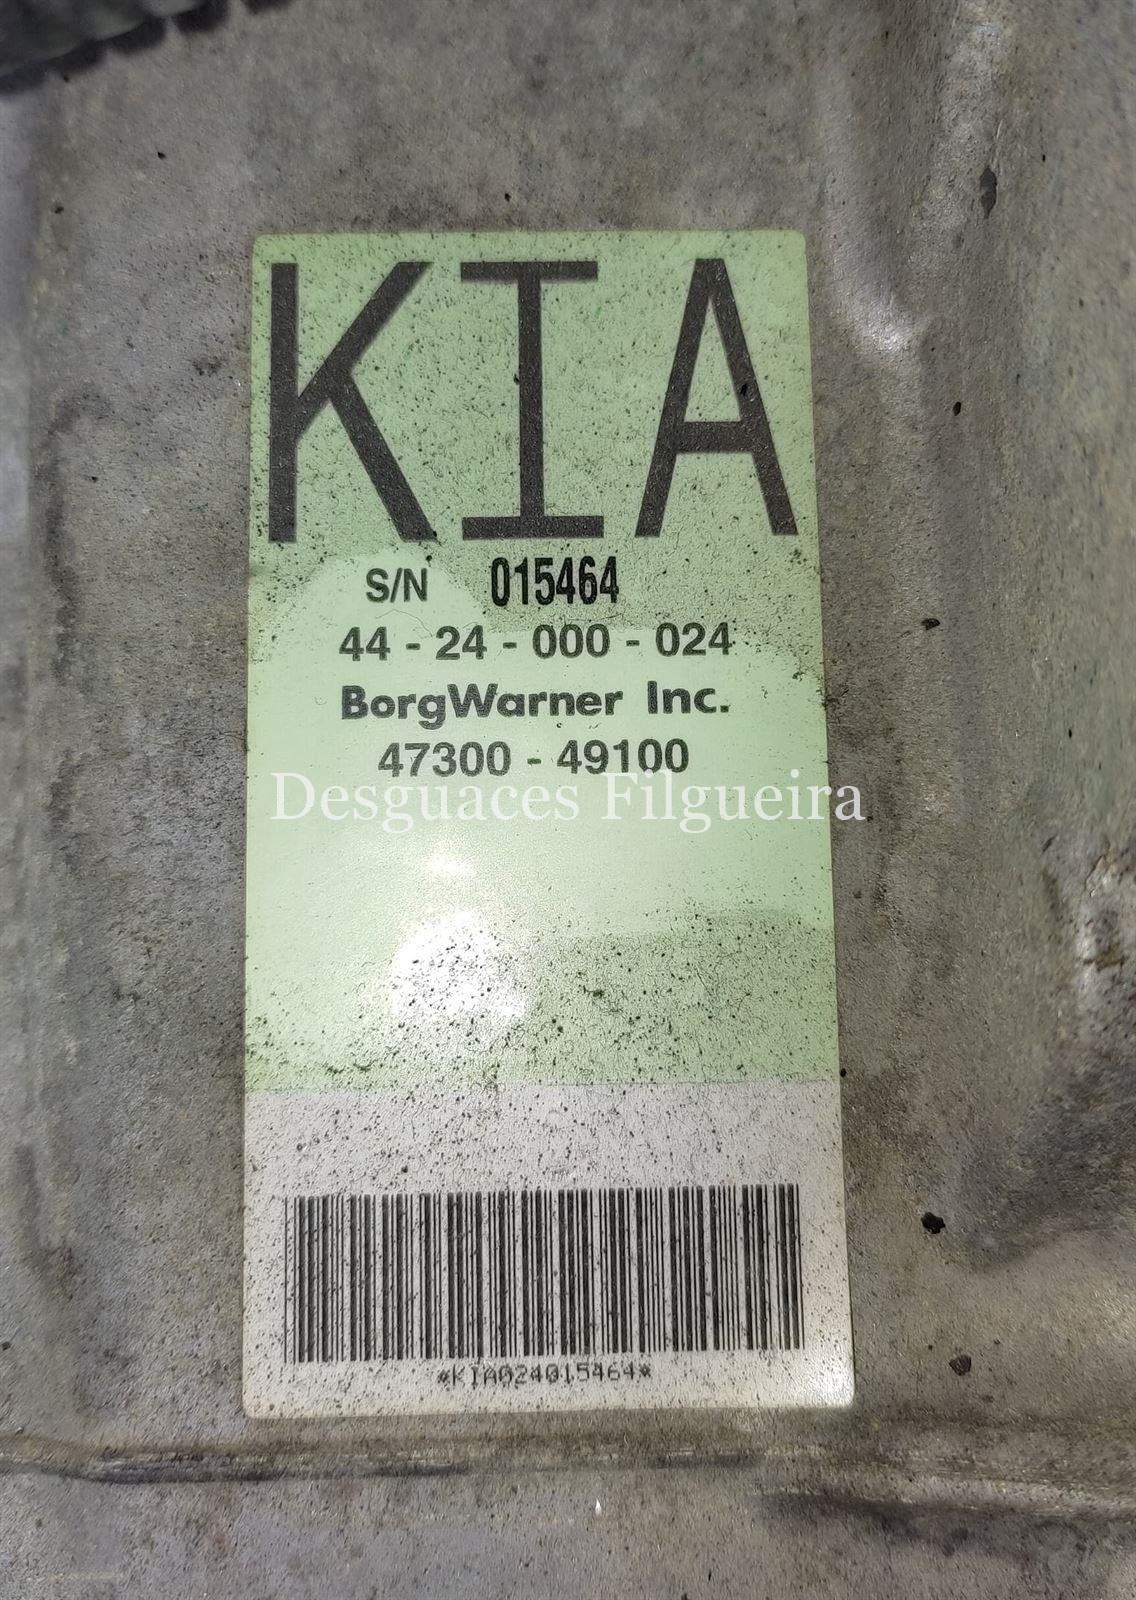 KIA
S/N 015464
44 - 24 - 000 - 024
BorgWarner Inc.
47300 - 49100
Desguaces Filgueira
*KIA024015464*